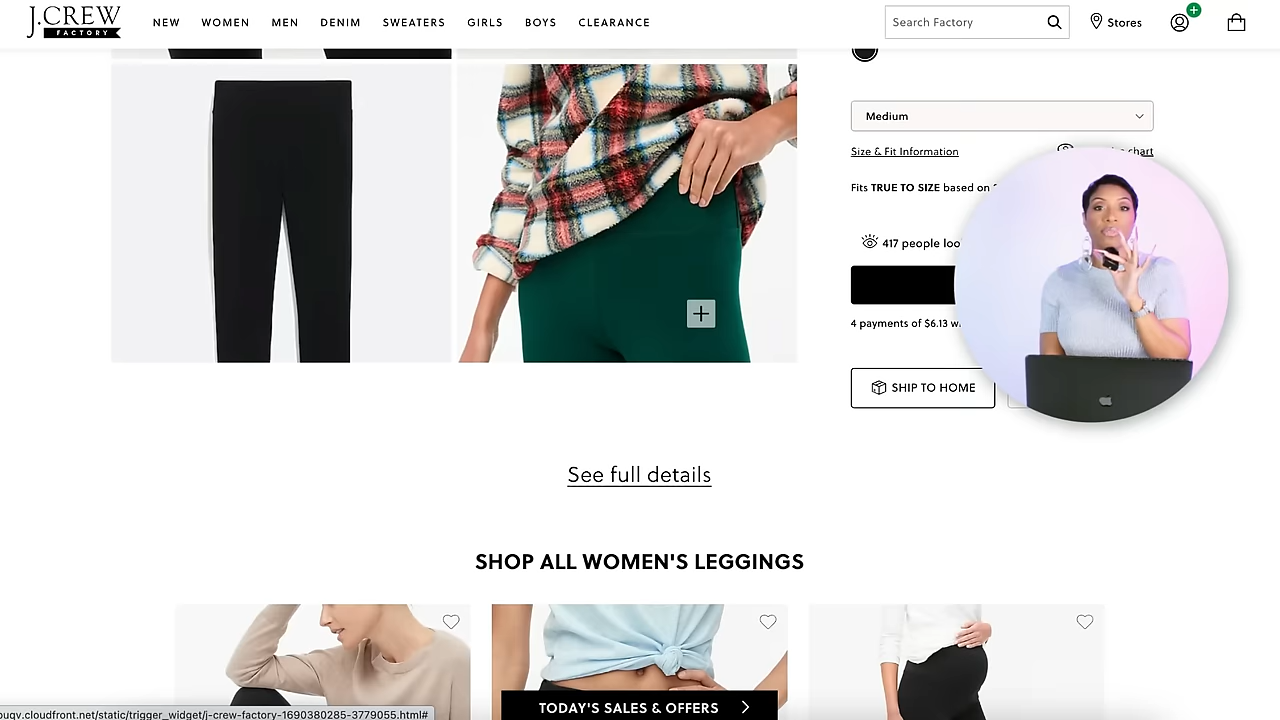 J.CREW
FACTORY
NEW WOMEN MEN DENIM SWEATERS GIRLS BOYS CLEARANCE
Search Factory
Stores
Medium
Size & Fit Information
chart
Fits TRUE TO SIZE based on
417 people loo
4 payments of $6.13 w
SHIP TO HOME
See full details
SHOP ALL WOMEN'S LEGGINGS
TODAY'S SALES & OFFERS
ouqv.cloudfront.net/static/trigger_widget/j-crew-factory-1690380285-3779055.html#